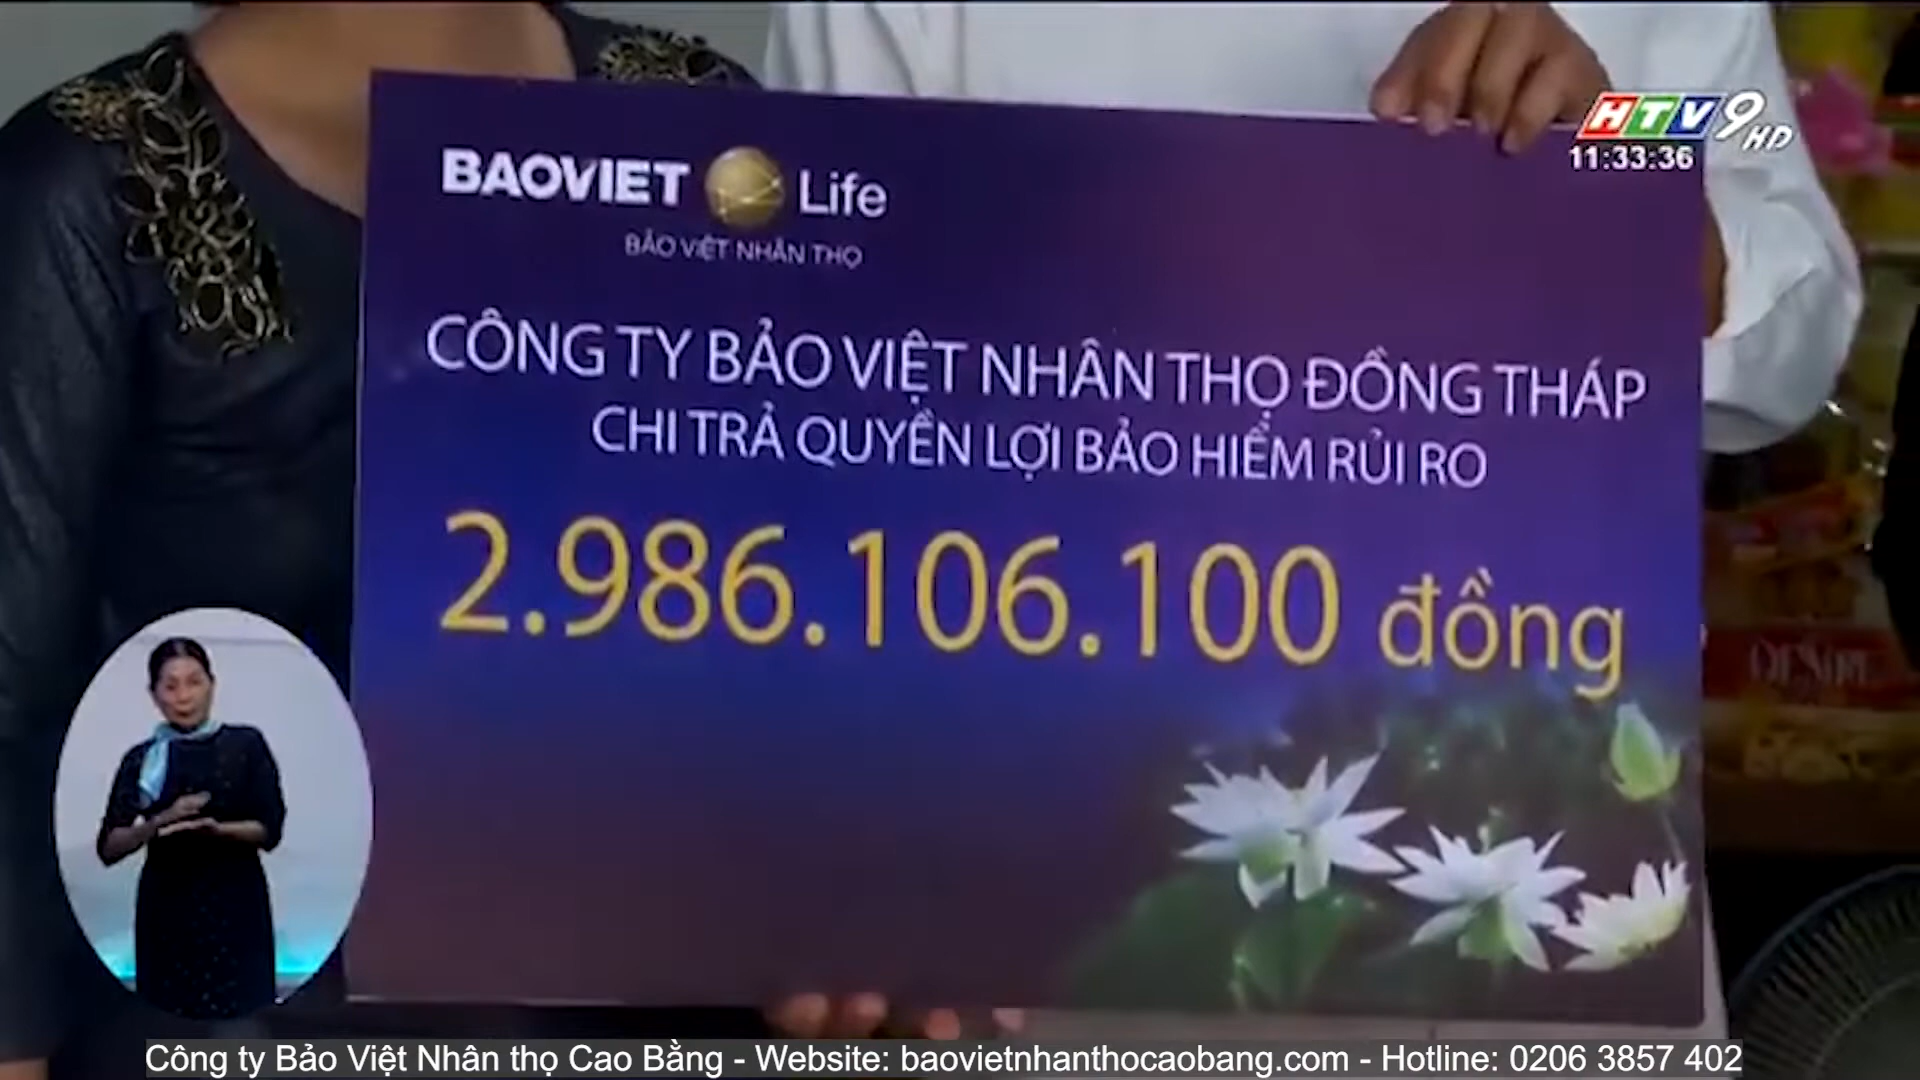 HTV9 HD
11:33:36
BAOVIET Life
BẢO VIỆT NHÂN THỌ
CÔNG TY BẢO VIỆT NHÂN THỌ ĐỒNG THÁP
CHI TRẢ QUYỀN LỢI BẢO HIỂM RỦI RO
2.986.106.100 đồng
Công ty Bảo Việt Nhân thọ Cao Bằng - Website: baovietnhanthocaobang.com - Hotline: 0206 3857 402